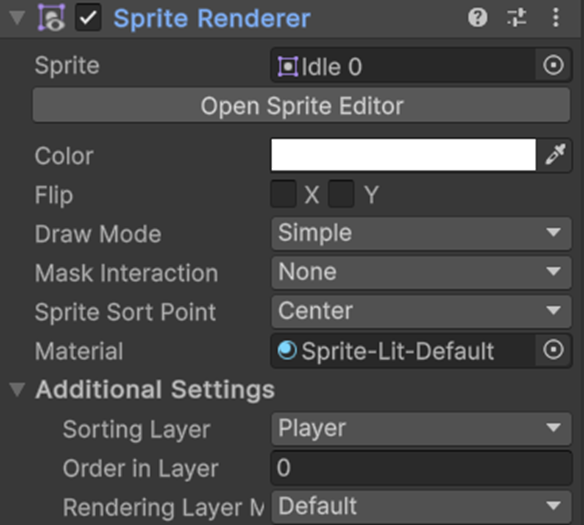 Sprite Renderer
Sprite Idle 0
Open Sprite Editor
Color
Flip X Y
Draw Mode Simple
Mask Interaction None
Sprite Sort Point Center
Material Sprite-Lit-Default
Additional Settings
Sorting Layer Player
Order in Layer 0
Rendering Layer M Default